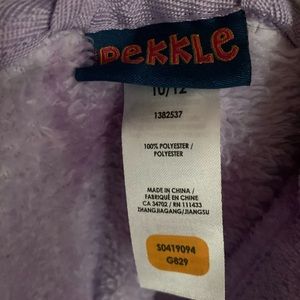 PEKKLE
10/12
1382537
100% POLYESTER /
POLYESTER
MADE IN CHINA /
FABRIQUÉ EN CHINE
CA 34702 / RN 111433
ZHANGJIAGANG/JIANGSU
S0419094
G829